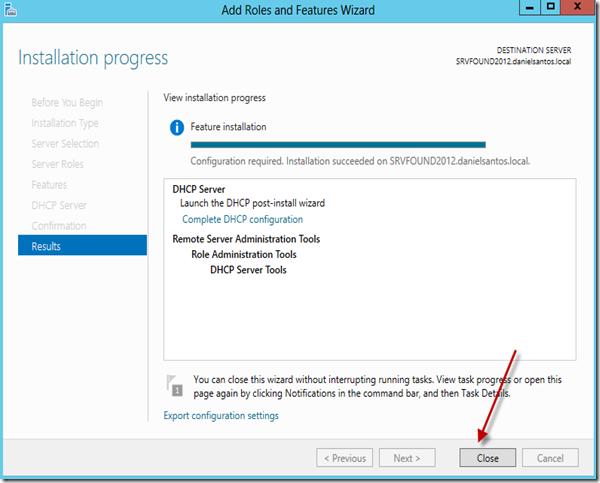 Add Roles and Features Wizard
Installation progress
DESTINATION SERVER
SRVFOUND2012.danielsantos.local
Before You Begin
Installation Type
Server Selection
Server Roles
Features
DHCP Server
Confirmation
Results
View installation progress
Feature installation
Configuration required. Installation succeeded on SRVFOUND2012.danielsantos.local.
DHCP Server
Launch the DHCP post-install wizard
Complete DHCP configuration
Remote Server Administration Tools
Role Administration Tools
DHCP Server Tools
1
You can close this wizard without interrupting running tasks. View task progress or open this
page again by clicking Notifications in the command bar, and then Task Details.
Export configuration settings
< Previous
Next >
Close
Cancel